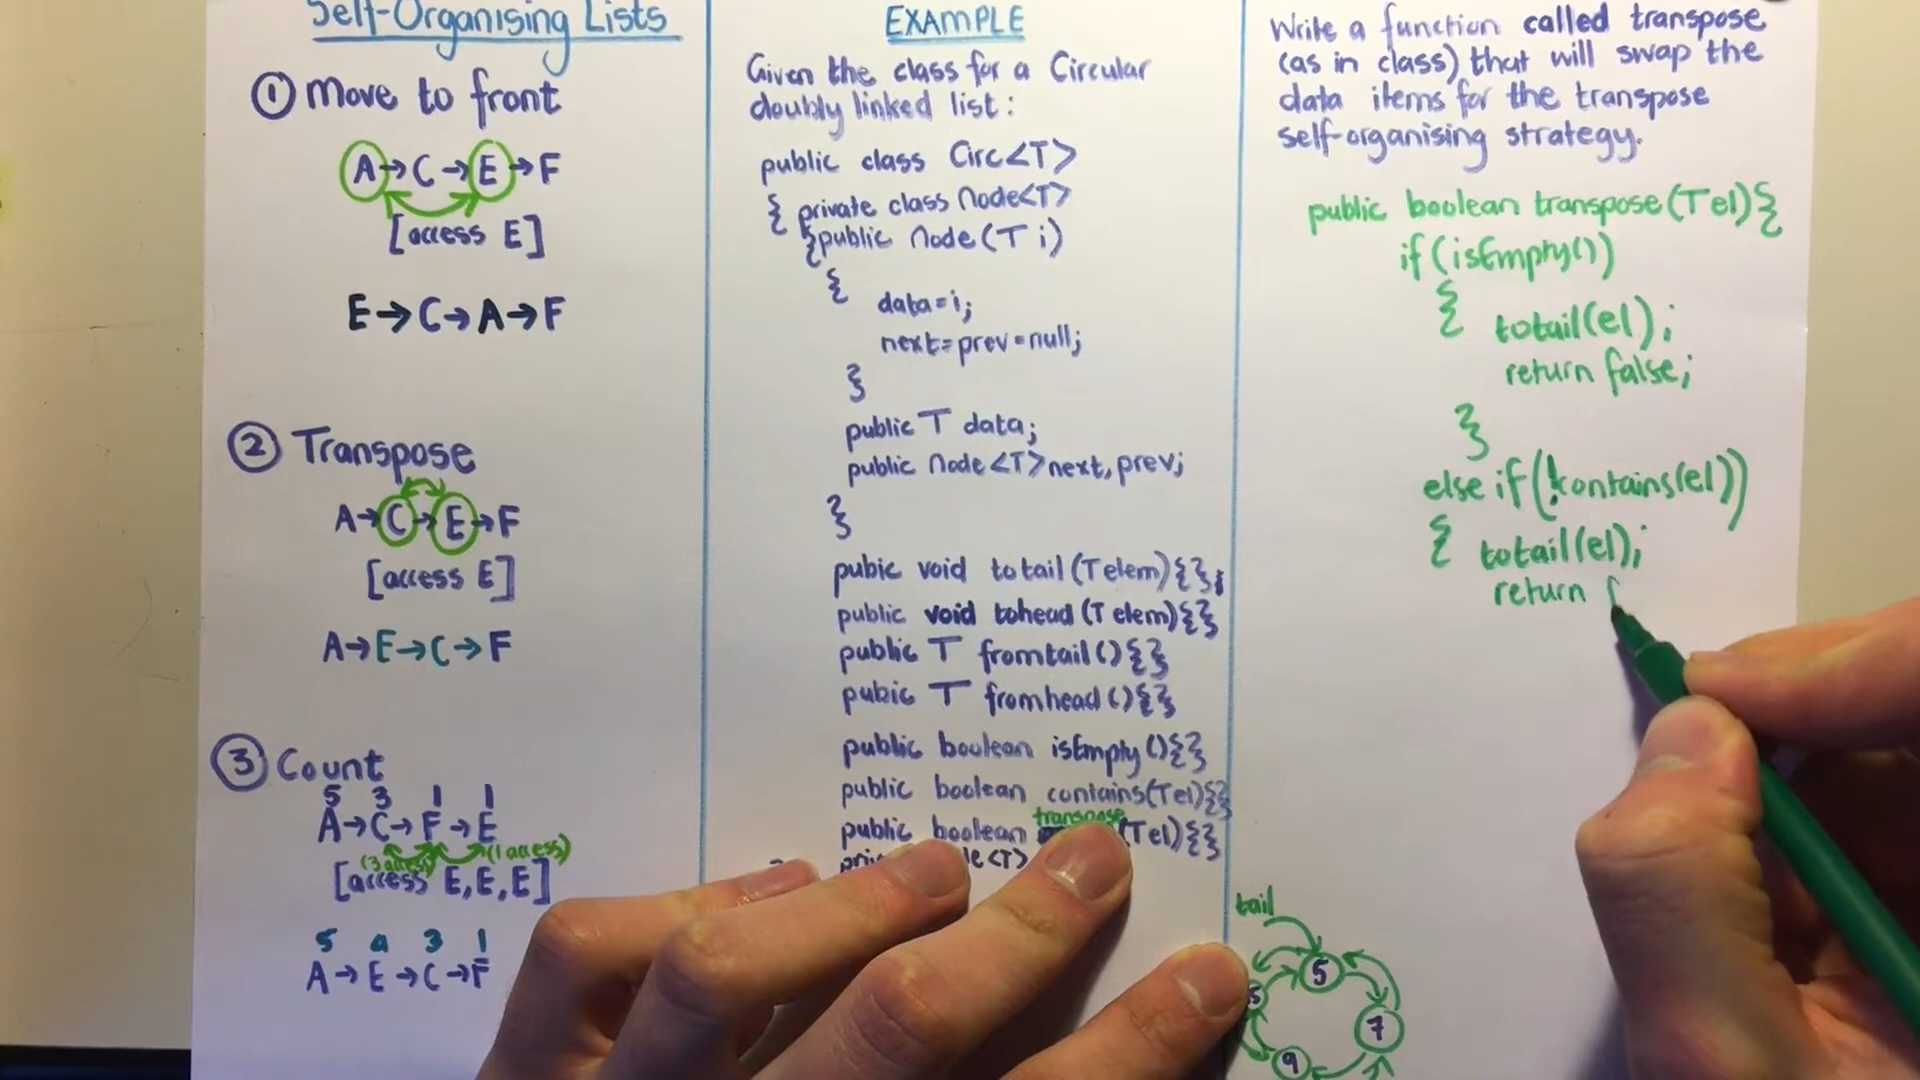 Self-Organising Lists
① Move to front
A→C→E→F
[access E]
E→C→A→F
② Transpose
A→C→E→F
[access E]
A→E→C→F
③ Count
5 3 1 1
A→C→F→E
(3 access) (1 access)
[access E,E,E]
5 4 3 1
A→E→C→F
EXAMPLE
Given the class for a Circular
doubly linked list:
public class Circ<T>
{ private class Node<T>
{public Node(T i)
{
data=i;
next=prev=null;
}
public T data;
public Node<T>next,prev;
}
pubic void totail(T elem){};
public void tohead(T elem){}
public T fromtail(){}
pubic T fromhead(){}
public boolean isEmpty(){}
public boolean contains(T el){}
transpose
public boolean (T el){}
Write a function called transpose
(as in class) that will swap the
data items for the transpose
self-organising strategy.
public boolean transpose(T el){
if(isEmpty())
{ totail(el);
return false;
}
else if(!contains(el))
{ totail(el);
return
tail
5
7
9